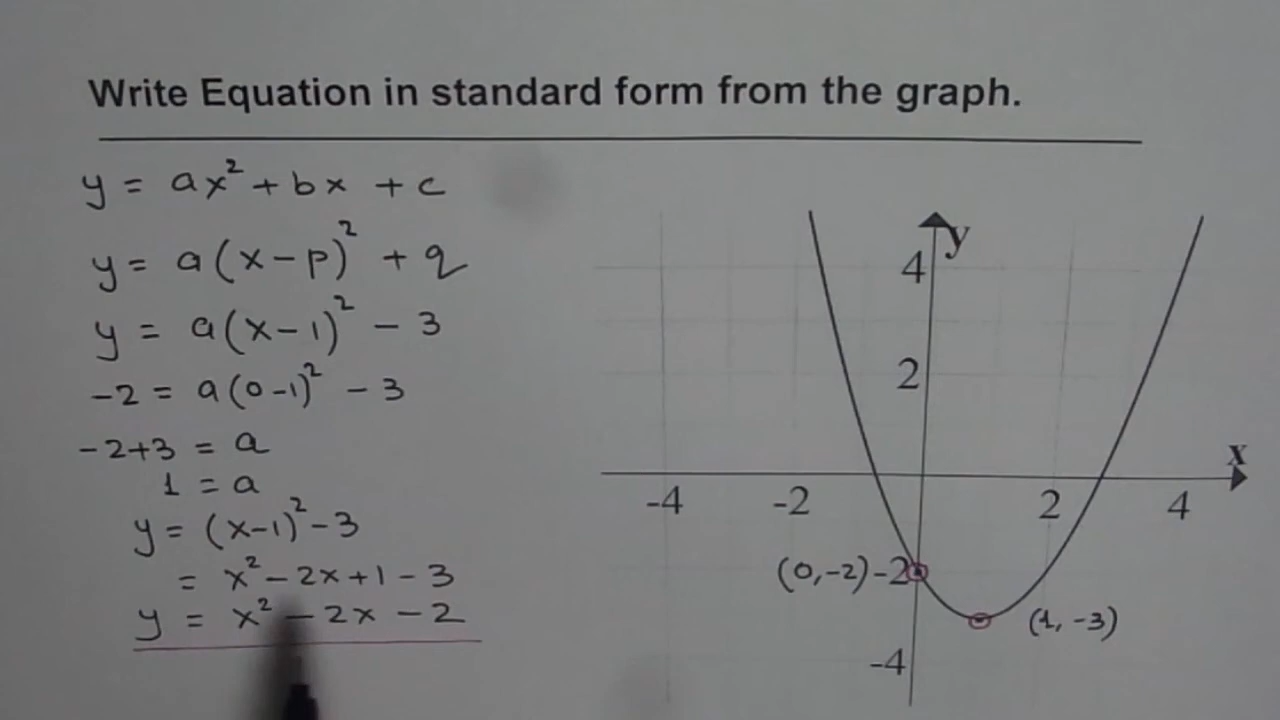 Write Equation in standard form from the graph.
y = ax² + bx + c
y = a(x-p)² + q
y = a(x-1)² - 3
-2 = a(0-1)² - 3
-2+3 = a
1 = a
y = (x-1)² - 3
= x² - 2x + 1 - 3
y = x² - 2x - 2
y
4
2
x
-4
-2
2
4
(0,-2)
-2
(1, -3)
-4